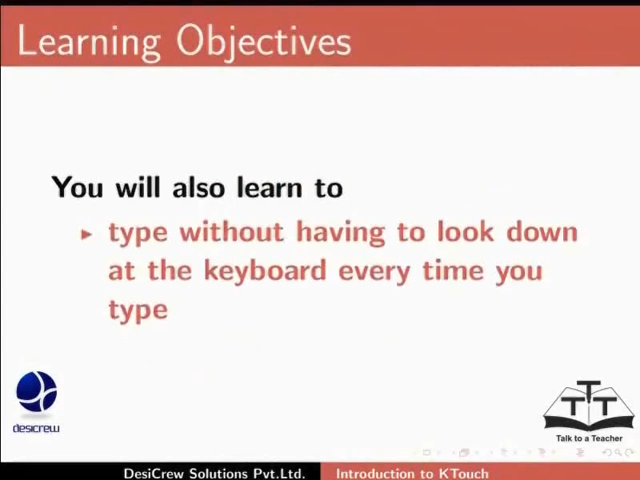 Learning Objectives
You will also learn to
type without having to look down
at the keyboard every time you
type
desicrew
TTT
Talk to a Teacher
DesiCrew Solutions Pvt.Ltd. Introduction to KTouch